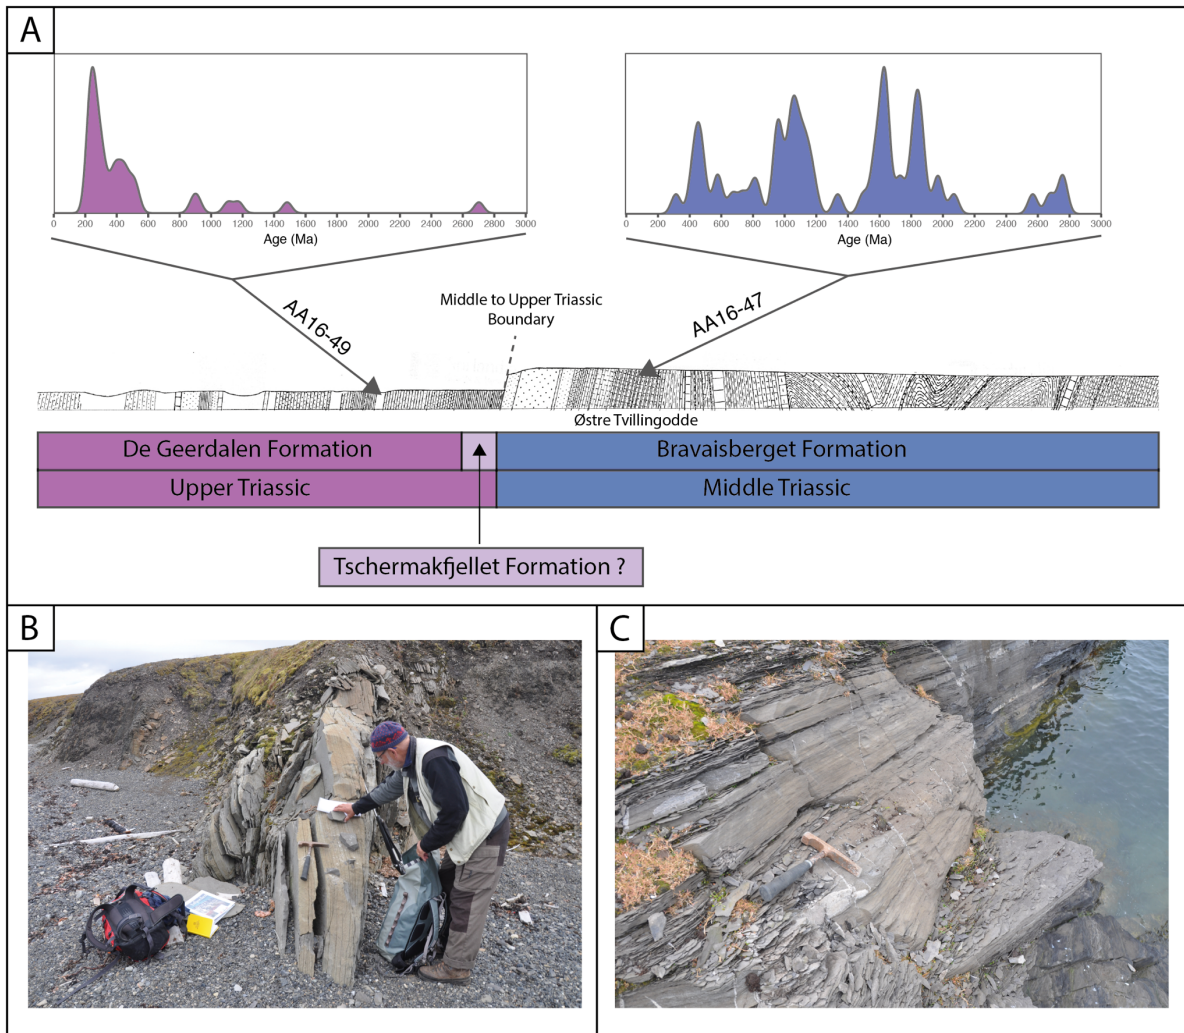 A
0 200 400 600 800 1000 1200 1400 1600 1800 2000 2200 2400 2600 2800 3000
Age (Ma)
0 200 400 600 800 1000 1200 1400 1600 1800 2000 2200 2400 2600 2800 3000
Age (Ma)
AA16-49
Middle to Upper Triassic
Boundary
AA16-47
Østre Tvillingodde
De Geerdalen Formation
Bravaisberget Formation
Upper Triassic
Middle Triassic
Tschermakfjellet Formation ?
B
C